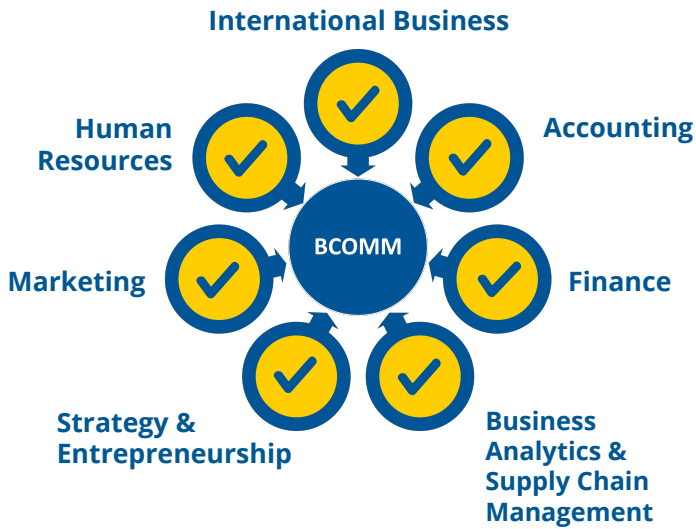 International Business
Human
Resources
Accounting
BCOMM
Marketing
Finance
Strategy &
Entrepreneurship
Business
Analytics &
Supply Chain
Management